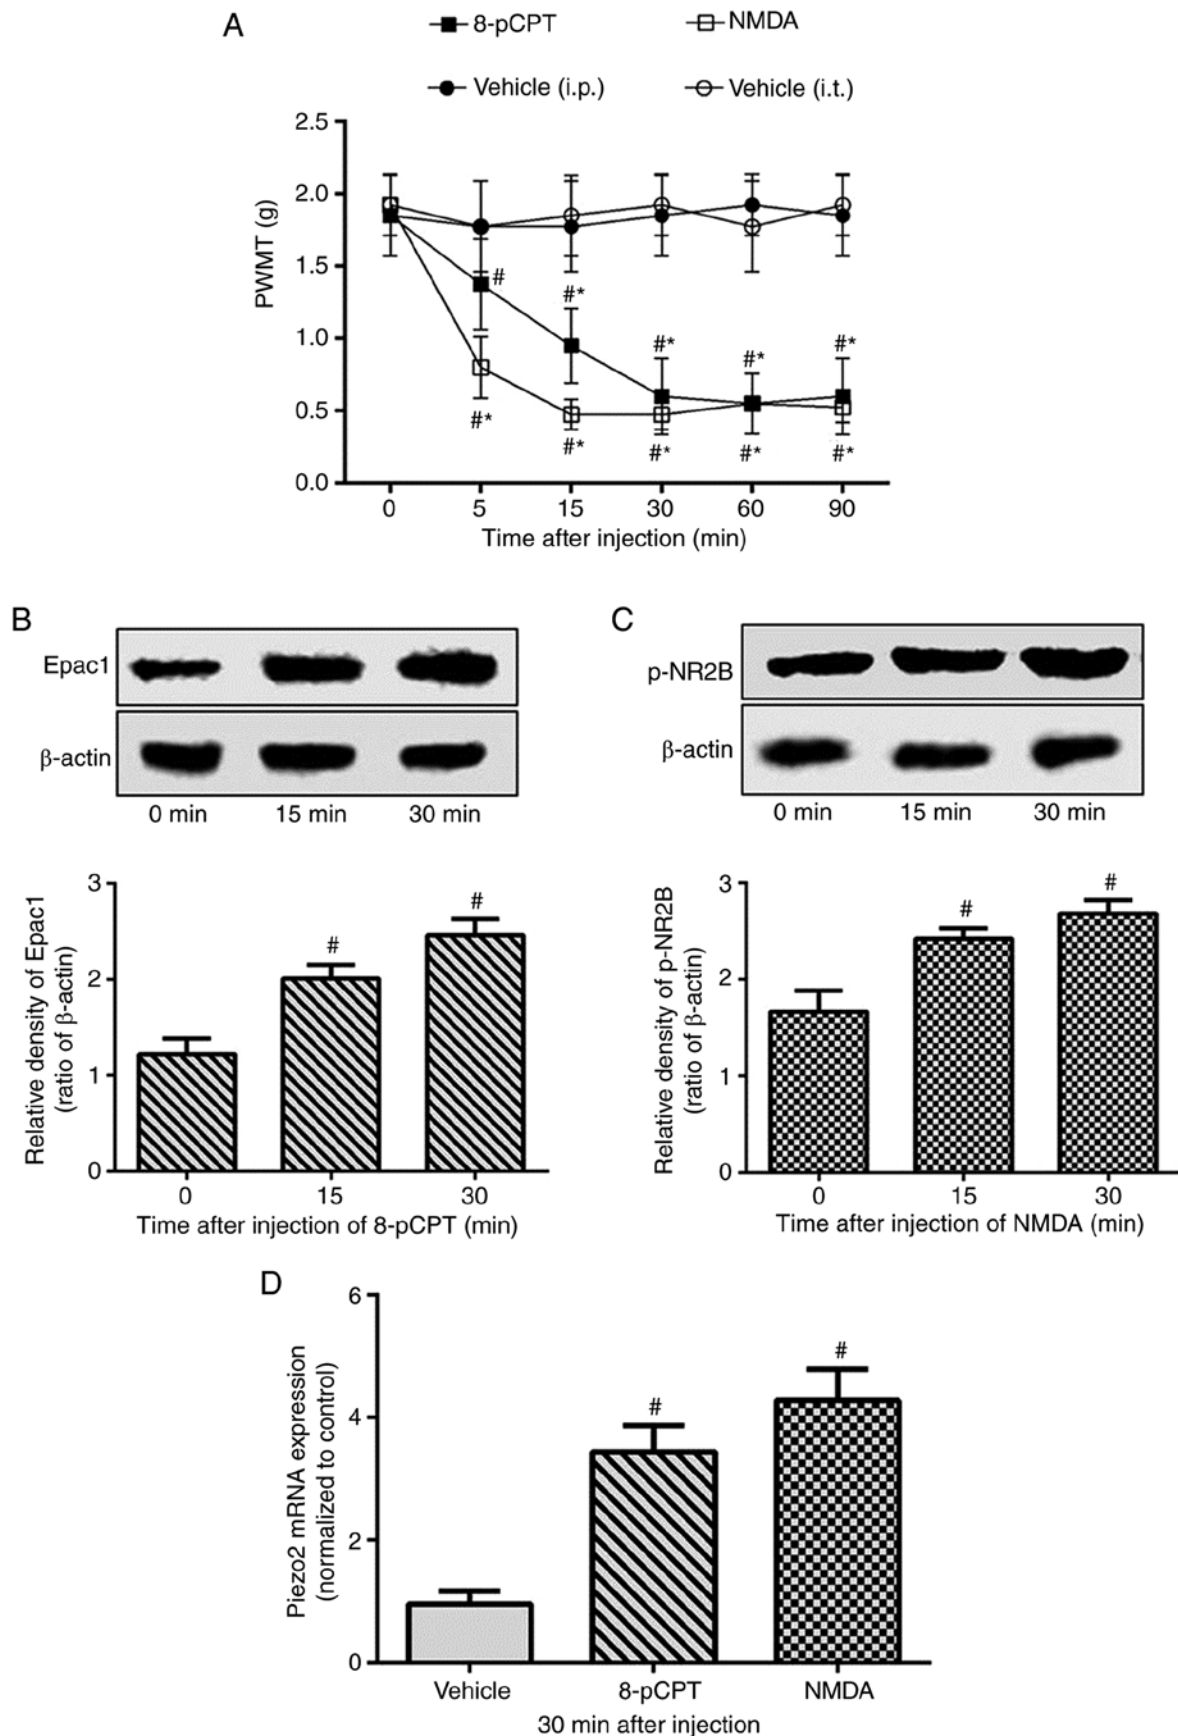 A
8-pCPT
NMDA
Vehicle (i.p.)
Vehicle (i.t.)
2.5
2.0
1.5
1.0
0.5
0.0
PWMT (g)
#
#*
#*
#*
#*
#*
#*
#*
#*
#*
0
5
15
30
60
90
Time after injection (min)
B
Epac1
β-actin
0 min
15 min
30 min
3
2
1
0
Relative density of Epac1
(ratio of β-actin)
#
#
0
15
30
Time after injection of 8-pCPT (min)
C
p-NR2B
β-actin
0 min
15 min
30 min
3
2
1
0
Relative density of p-NR2B
(ratio of β-actin)
#
#
0
15
30
Time after injection of NMDA (min)
D
6
4
2
0
Piezo2 mRNA expression
(normalized to control)
#
#
Vehicle
8-pCPT
NMDA
30 min after injection